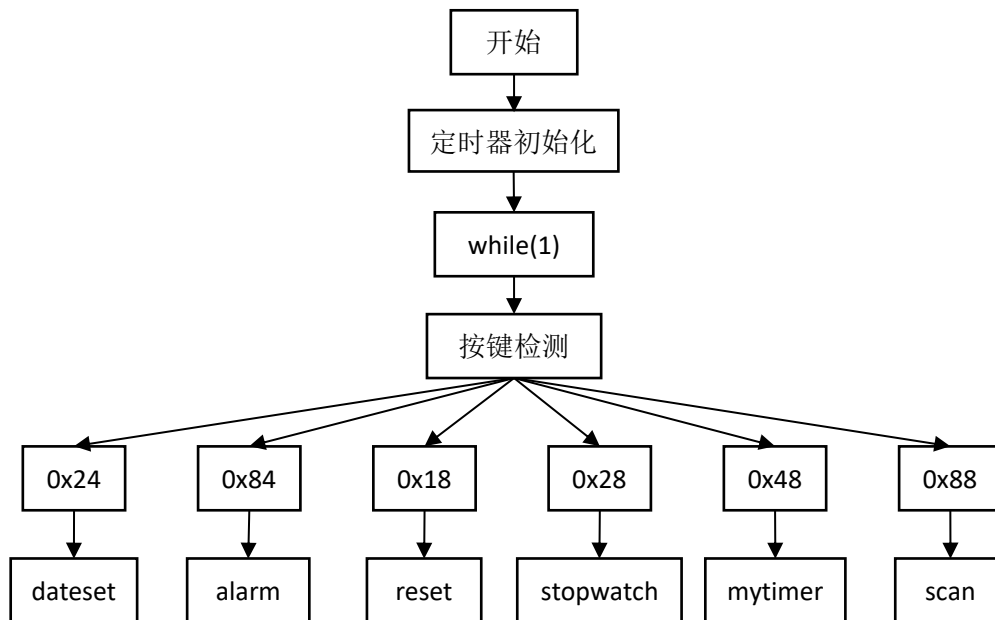 开始
定时器初始化
while(1)
按键检测
0x24
0x84
0x18
0x28
0x48
0x88
dateset
alarm
reset
stopwatch
mytimer
scan